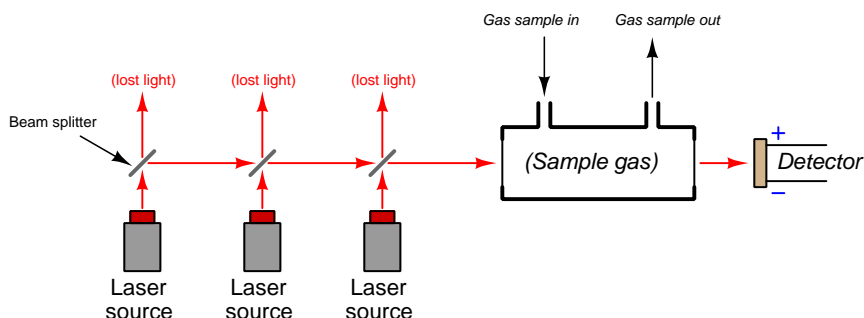 Gas sample in
Gas sample out
(lost light)
(lost light)
(lost light)
Beam splitter
(Sample gas)
+
Detector
−
Laser
source
Laser
source
Laser
source